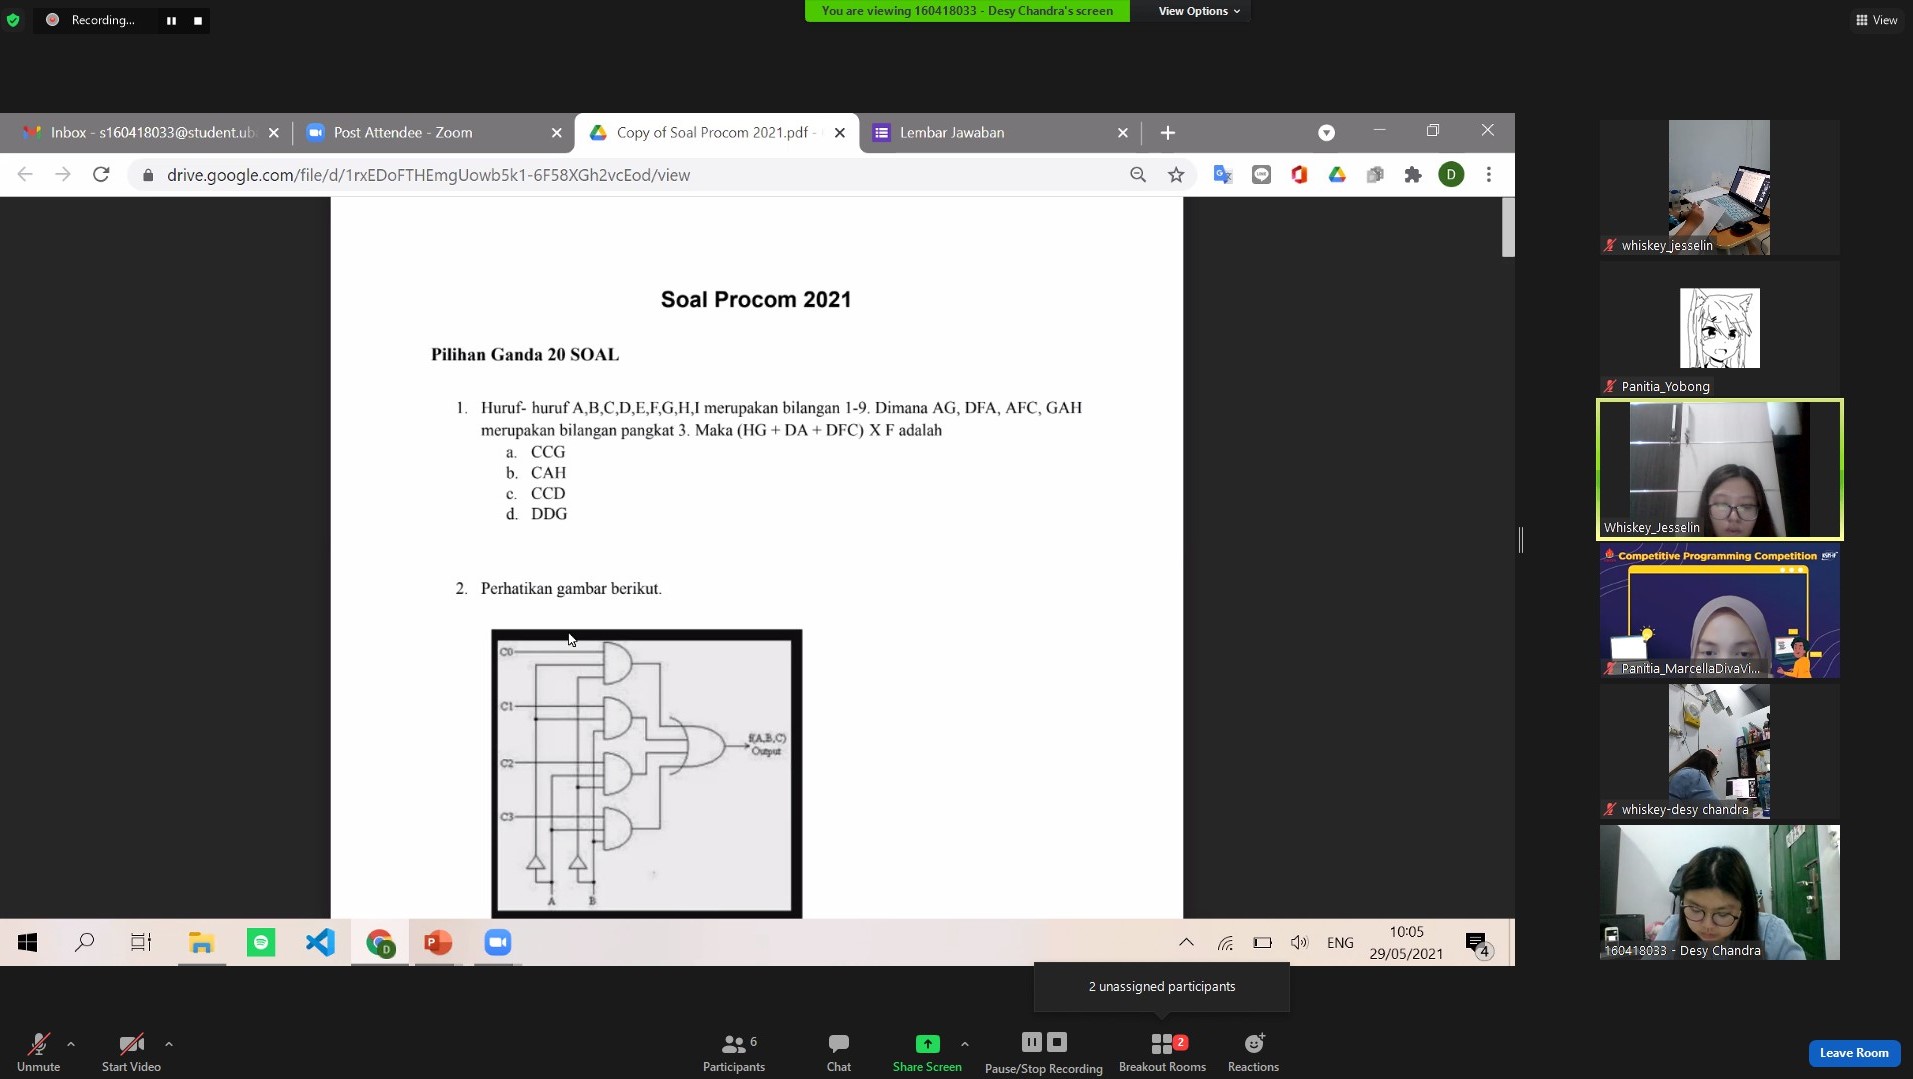 Recording...
You are viewing 160418033 - Desy Chandra's screen
View Options
View
Inbox - s160418033@student.ub
Post Attendee - Zoom
Copy of Soal Procom 2021.pdf -
Lembar Jawaban
drive.google.com/file/d/1rxEDoFTHEmgUowb5k1-6F58XGh2vcEod/view
D
Soal Procom 2021
Pilihan Ganda 20 SOAL
1. Huruf- huruf A,B,C,D,E,F,G,H,I merupakan bilangan 1-9. Dimana AG, DFA, AFC, GAH
merupakan bilangan pangkat 3. Maka (HG + DA + DFC) X F adalah
a. CCG
b. CAH
c. CCD
d. DDG
2. Perhatikan gambar berikut.
C0
C1
C2
C3
f(A,B,C)
Output
A B
whiskey_jesselin
Panitia_Yobong
Whiskey_Jesselin
Competitive Programming Competition
Panitia_MarcellaDivaVi...
whiskey-desy chandra
160418033 - Desy Chandra
ENG
10:05
29/05/2021
4
2 unassigned participants
Unmute
Start Video
6
Participants
Chat
Share Screen
Pause/Stop Recording
2
Breakout Rooms
Reactions
Leave Room